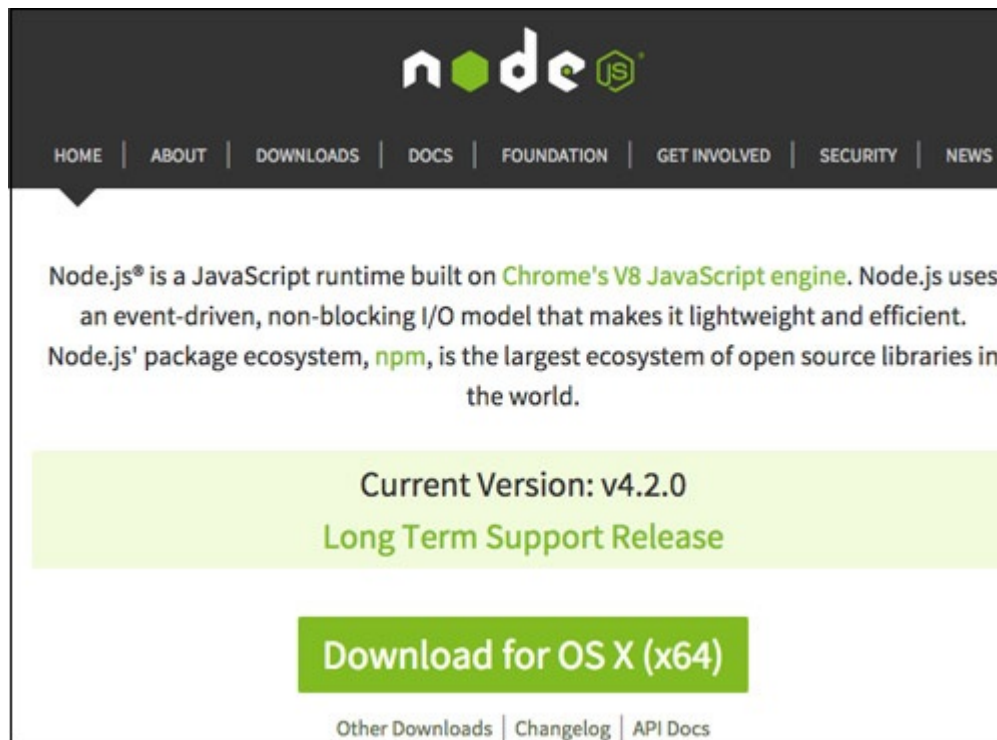 node JS®
HOME | ABOUT | DOWNLOADS | DOCS | FOUNDATION | GET INVOLVED | SECURITY | NEWS
Node.js® is a JavaScript runtime built on Chrome's V8 JavaScript engine. Node.js uses
an event-driven, non-blocking I/O model that makes it lightweight and efficient.
Node.js' package ecosystem, npm, is the largest ecosystem of open source libraries in
the world.
Current Version: v4.2.0
Long Term Support Release
Download for OS X (x64)
Other Downloads | Changelog | API Docs